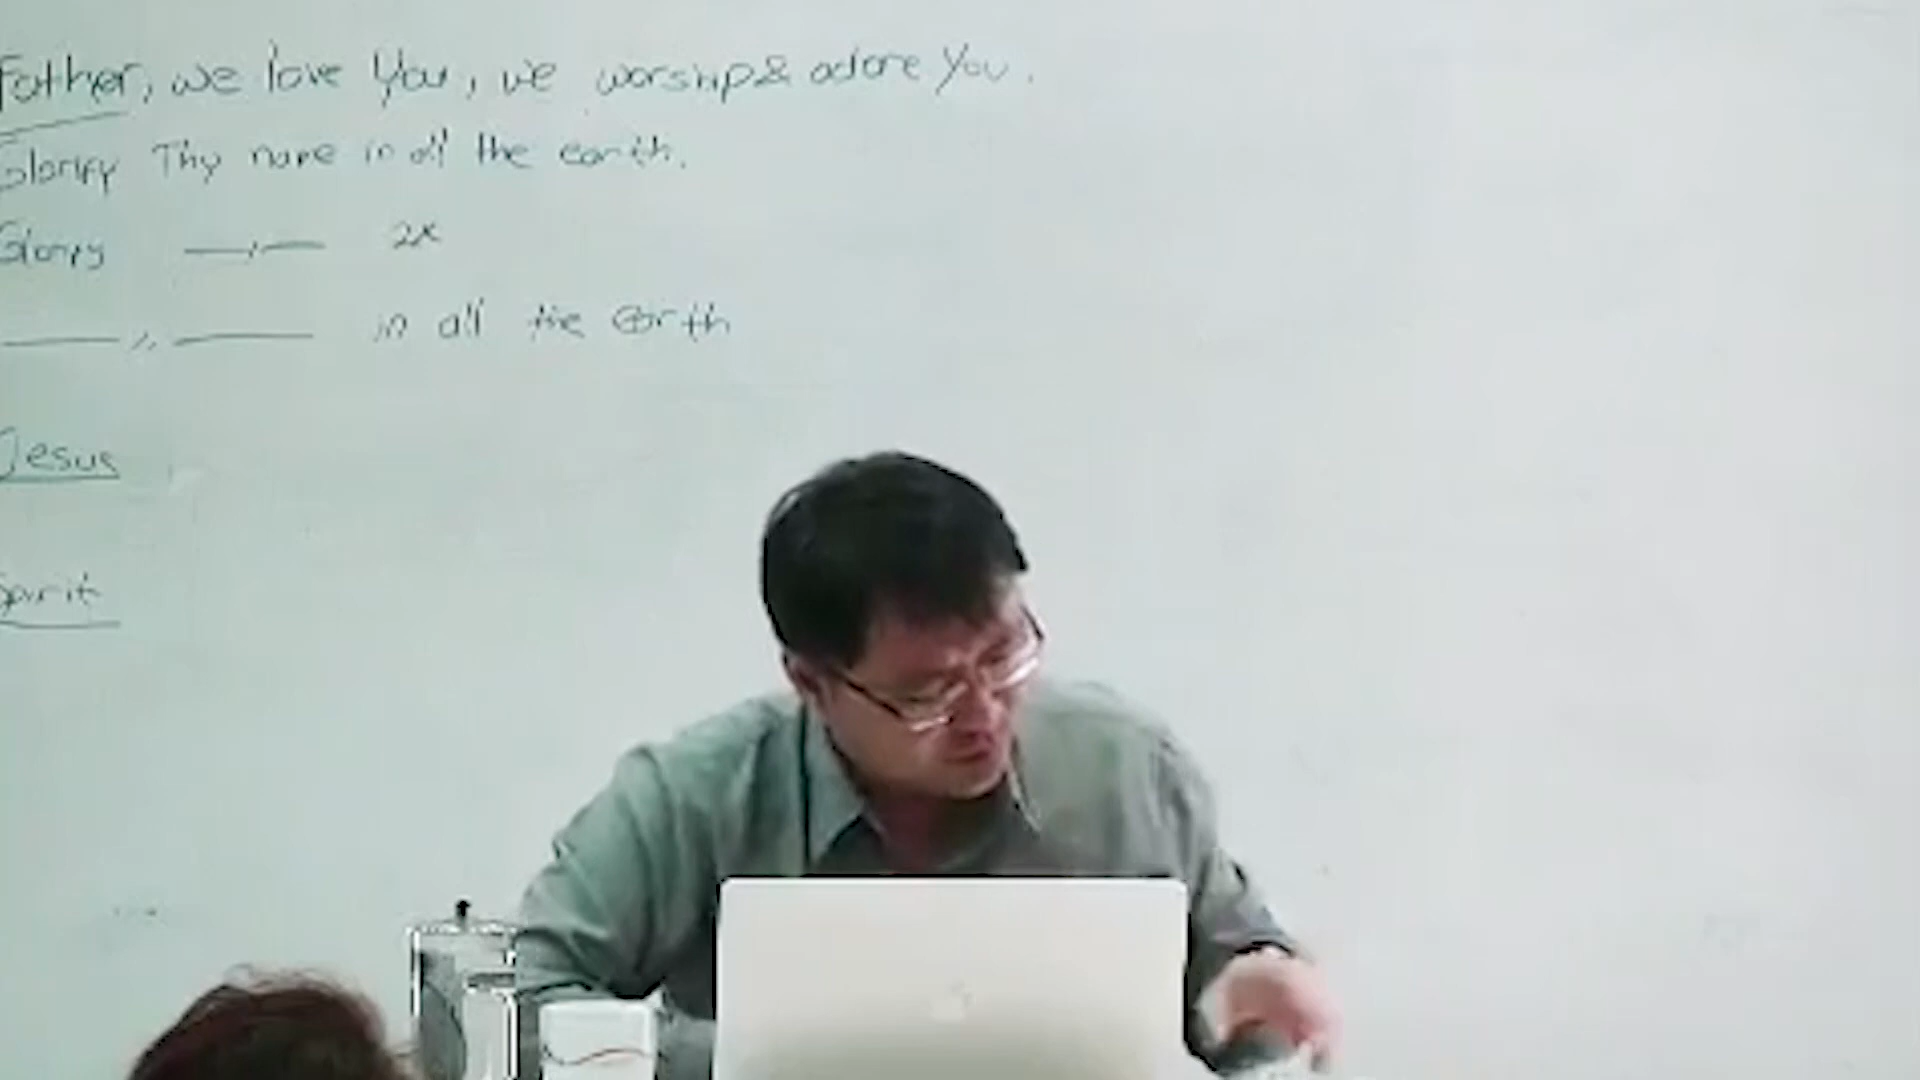 Father, we love You, we worship & adore You.
Glorify Thy name in all the earth.
Glorify —,— 2x
—,,— in all the earth
Jesus
Spirit